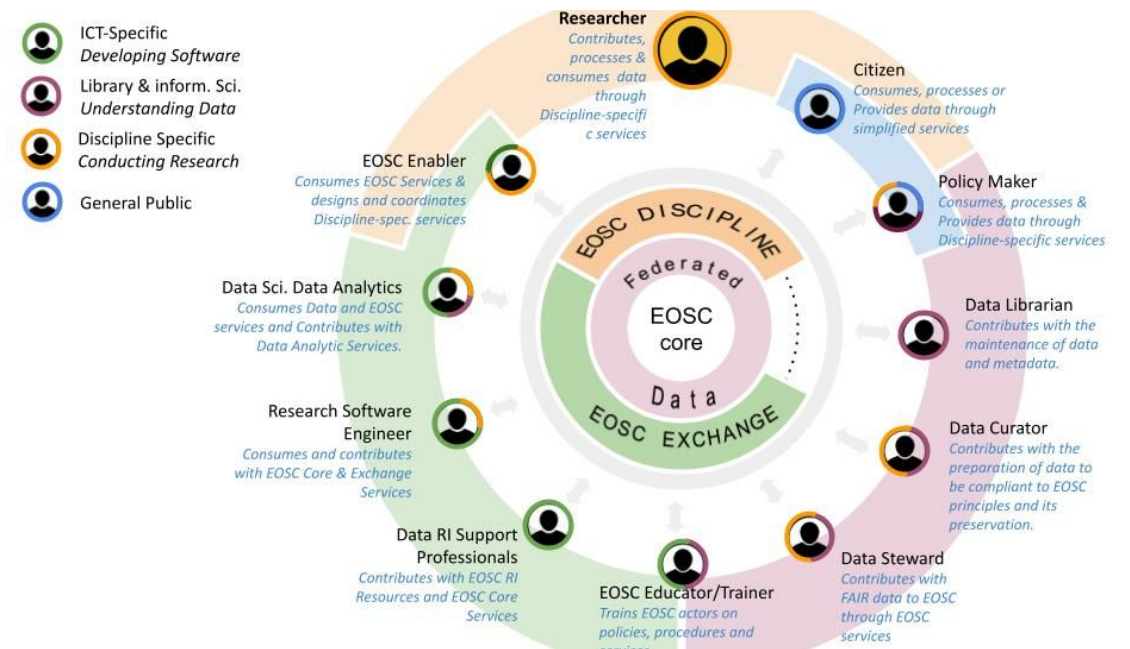 ICT-Specific
Developing Software
Library & inform. Sci.
Understanding Data
Discipline Specific
Conducting Research
General Public
Researcher
Contributes,
processes &
consumes data
through
Discipline-specifi
c services
Citizen
Consumes, processes or
Provides data through
simplified services
EOSC Enabler
Consumes EOSC Services &
designs and coordinates
Discipline-spec. services
Policy Maker
Consumes, processes &
Provides data through
Discipline-specific services
Data Sci. Data Analytics
Consumes Data and EOSC
services and Contributes with
Data Analytic Services.
EOSC DISCIPLINE
Federated
EOSC
core
Data
EOSC EXCHANGE
Data Librarian
Contributes with the
maintenance of data
and metadata.
Research Software
Engineer
Consumes and contributes
with EOSC Core & Exchange
Services
Data Curator
Contributes with the
preparation of data to
be compliant to EOSC
principles and its
preservation.
Data RI Support
Professionals
Contributes with EOSC RI
Resources and EOSC Core
Services
EOSC Educator/Trainer
Trains EOSC actors on
policies, procedures and
Data Steward
Contributes with
FAIR data to EOSC
through EOSC
services